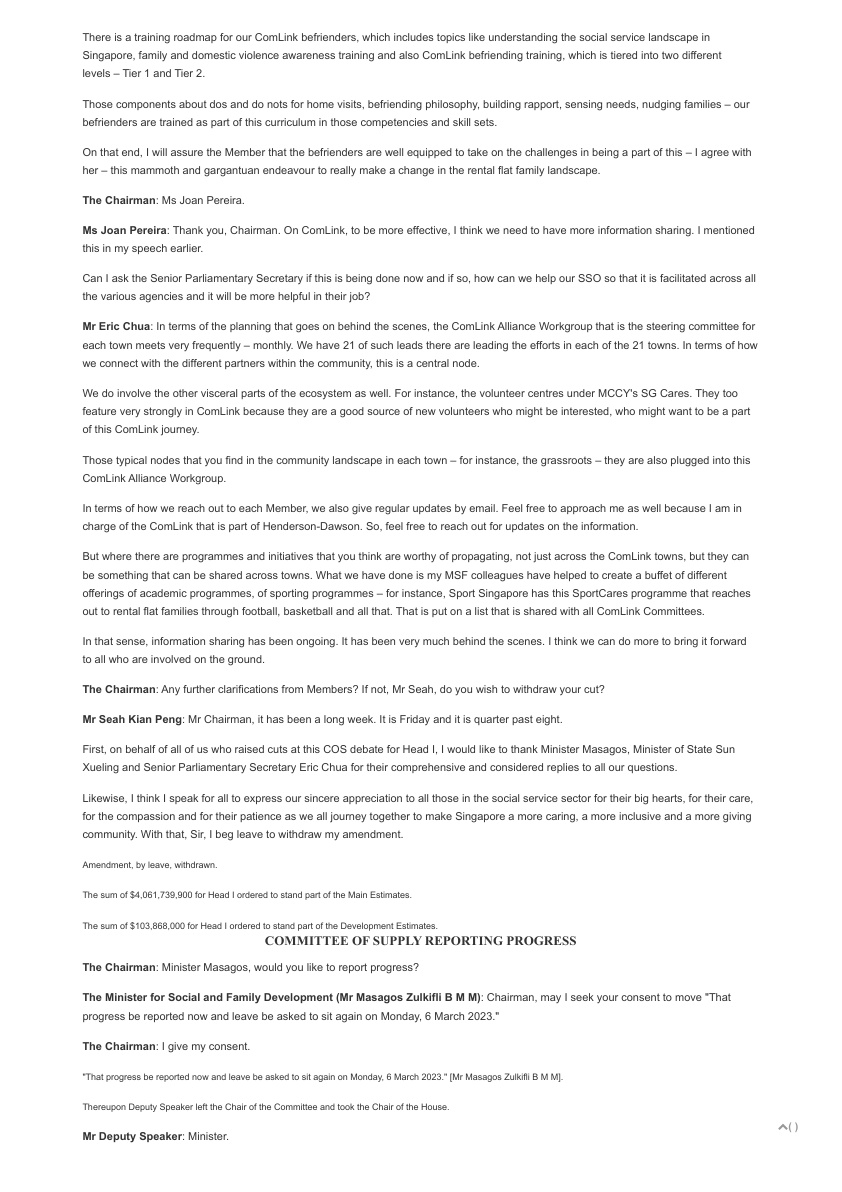 There is a training roadmap for our ComLink befrienders, which includes topics like understanding the social service landscape in
Singapore, family and domestic violence awareness training and also ComLink befriending training, which is tiered into two different
levels – Tier 1 and Tier 2.
Those components about dos and do nots for home visits, befriending philosophy, building rapport, sensing needs, nudging families – our
befrienders are trained as part of this curriculum in those competencies and skill sets.
On that end, I will assure the Member that the befrienders are well equipped to take on the challenges in being a part of this – I agree with
her – this mammoth and gargantuan endeavour to really make a change in the rental flat family landscape.
The Chairman: Ms Joan Pereira.
Ms Joan Pereira: Thank you, Chairman. On ComLink, to be more effective, I think we need to have more information sharing. I mentioned
this in my speech earlier.
Can I ask the Senior Parliamentary Secretary if this is being done now and if so, how can we help our SSO so that it is facilitated across all
the various agencies and it will be more helpful in their job?
Mr Eric Chua: In terms of the planning that goes on behind the scenes, the ComLink Alliance Workgroup that is the steering committee for
each town meets very frequently – monthly. We have 21 of such leads there are leading the efforts in each of the 21 towns. In terms of how
we connect with the different partners within the community, this is a central node.
We do involve the other visceral parts of the ecosystem as well. For instance, the volunteer centres under MCCY's SG Cares. They too
feature very strongly in ComLink because they are a good source of new volunteers who might be interested, who might want to be a part
of this ComLink journey.
Those typical nodes that you find in the community landscape in each town – for instance, the grassroots – they are also plugged into this
ComLink Alliance Workgroup.
In terms of how we reach out to each Member, we also give regular updates by email. Feel free to approach me as well because I am in
charge of the ComLink that is part of Henderson-Dawson. So, feel free to reach out for updates on the information.
But where there are programmes and initiatives that you think are worthy of propagating, not just across the ComLink towns, but they can
be something that can be shared across towns. What we have done is my MSF colleagues have helped to create a buffet of different
offerings of academic programmes, of sporting programmes – for instance, Sport Singapore has this SportCares programme that reaches
out to rental flat families through football, basketball and all that. That is put on a list that is shared with all ComLink Committees.
In that sense, information sharing has been ongoing. It has been very much behind the scenes. I think we can do more to bring it forward
to all who are involved on the ground.
The Chairman: Any further clarifications from Members? If not, Mr Seah, do you wish to withdraw your cut?
Mr Seah Kian Peng: Mr Chairman, it has been a long week. It is Friday and it is quarter past eight.
First, on behalf of all of us who raised cuts at this COS debate for Head I, I would like to thank Minister Masagos, Minister of State Sun
Xueling and Senior Parliamentary Secretary Eric Chua for their comprehensive and considered replies to all our questions.
Likewise, I think I speak for all to express our sincere appreciation to all those in the social service sector for their big hearts, for their care,
for the compassion and for their patience as we all journey together to make Singapore a more caring, a more inclusive and a more giving
community. With that, Sir, I beg leave to withdraw my amendment.
Amendment, by leave, withdrawn.
The sum of $4,061,739,900 for Head I ordered to stand part of the Main Estimates.
The sum of $103,868,000 for Head I ordered to stand part of the Development Estimates.
COMMITTEE OF SUPPLY REPORTING PROGRESS
The Chairman: Minister Masagos, would you like to report progress?
The Minister for Social and Family Development (Mr Masagos Zulkifli B M M): Chairman, may I seek your consent to move "That
progress be reported now and leave be asked to sit again on Monday, 6 March 2023."
The Chairman: I give my consent.
"That progress be reported now and leave be asked to sit again on Monday, 6 March 2023." [Mr Masagos Zulkifli B M M].
Thereupon Deputy Speaker left the Chair of the Committee and took the Chair of the House.
Mr Deputy Speaker: Minister.
( )